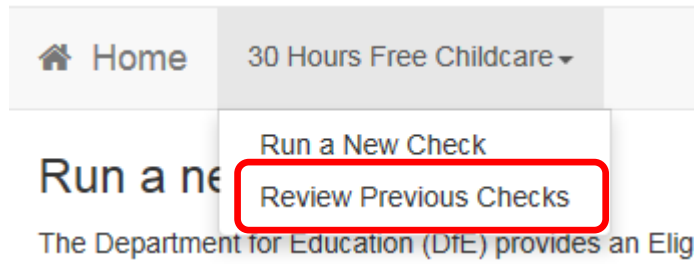 Home 30 Hours Free Childcare
Run a New Check
Run a ne
Review Previous Checks
The Department for Education (DfE) provides an Elig